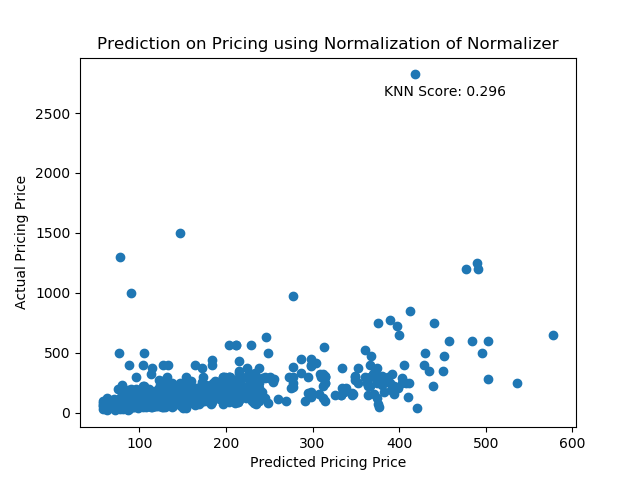 Prediction on Pricing using Normalization of Normalizer
KNN Score: 0.296
2500
2000
1500
1000
500
0
Actual Pricing Price
100 200 300 400 500 600
Predicted Pricing Price